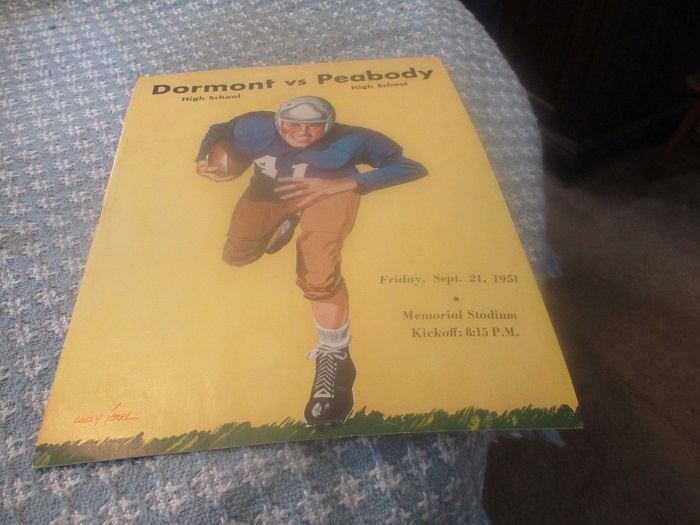 Dormont vs Peabody
High School High School
41
Friday, Sept. 21, 1951
Memorial Stadium
Kickoff: 8:15 P.M.